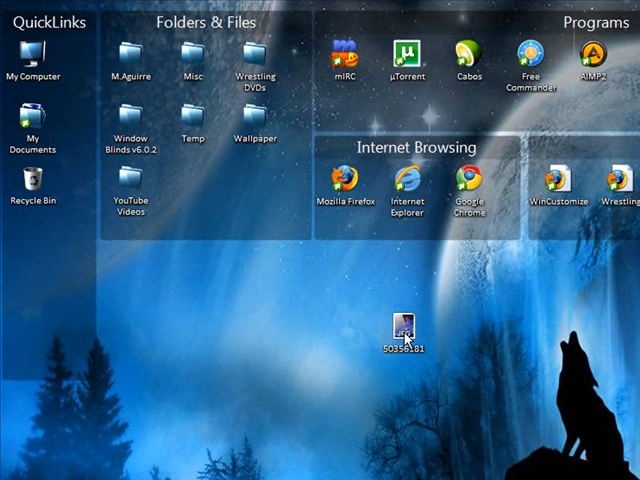 QuickLinks
Folders & Files
Programs
My Computer
M.Aguirre
Misc
Wrestling
DVDs
mIRC
µTorrent
Cabos
Free
Commander
AIMP2
My
Documents
Window
Blinds v6.0.2
Temp
Wallpaper
Internet Browsing
Recycle Bin
YouTube
Videos
Mozilla Firefox
Internet
Explorer
Google
Chrome
WinCustomize
Wrestling
JPG
50356181